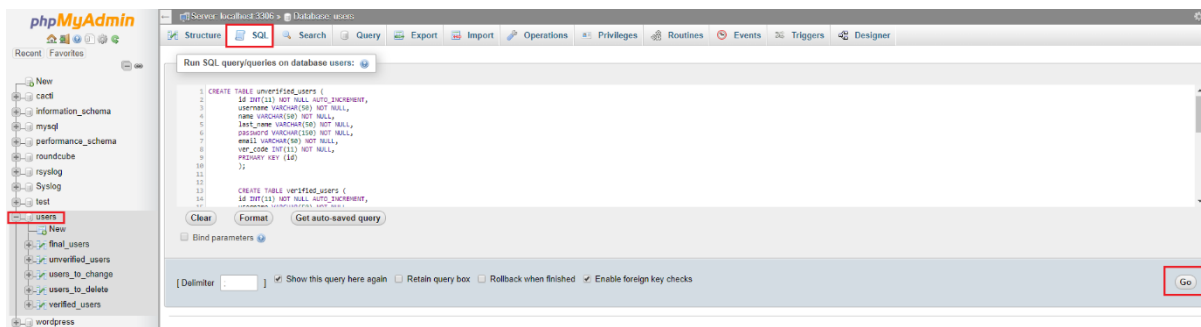 phpMyAdmin
Recent Favorites
New
cacti
information_schema
mysql
performance_schema
roundcube
rsyslog
Syslog
test
users
New
final_users
unverified_users
users_to_change
users_to_delete
verified_users
wordpress
Server: localhost:3306 » Database: users
Structure SQL Search Query Export Import Operations Privileges Routines Events Triggers Designer
Run SQL query/queries on database users:
1 CREATE TABLE unverified_users (
2 id INT(11) NOT NULL AUTO_INCREMENT,
3 username VARCHAR(50) NOT NULL,
4 name VARCHAR(50) NOT NULL,
5 last_name VARCHAR(50) NOT NULL,
6 password VARCHAR(150) NOT NULL,
7 email VARCHAR(50) NOT NULL,
8 ver_code INT(11) NOT NULL,
9 PRIMARY KEY (id)
10 );
11
12
13 CREATE TABLE verified_users (
14 id INT(11) NOT NULL AUTO_INCREMENT,
Clear Format Get auto-saved query
Bind parameters
[ Delimiter ; ] Show this query here again Retain query box Rollback when finished Enable foreign key checks
Go